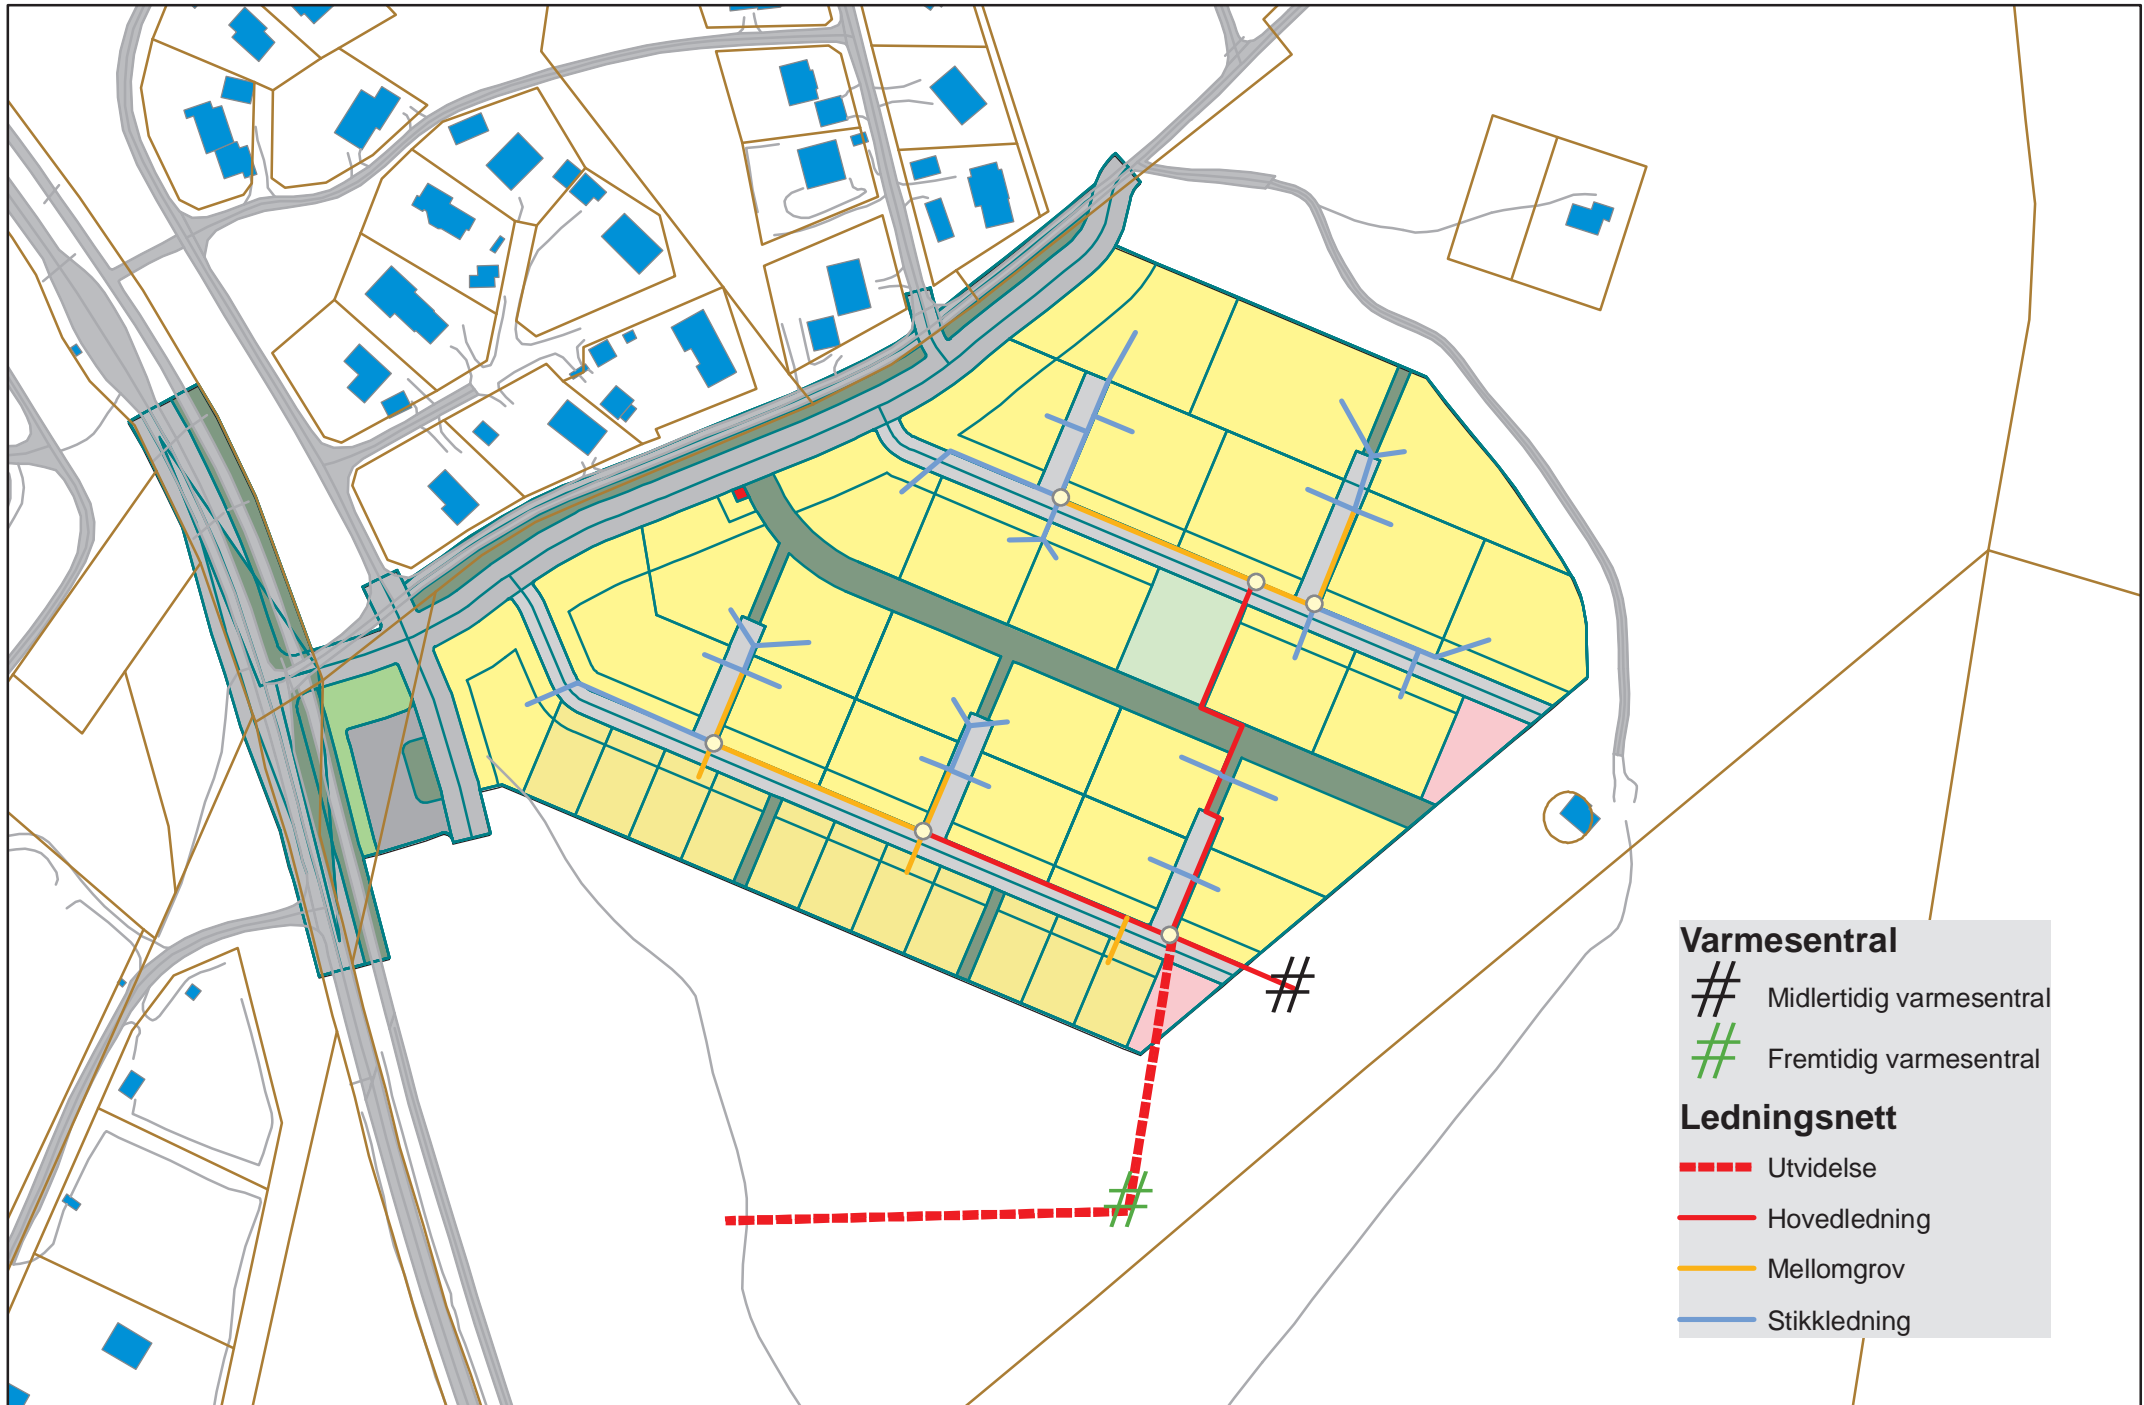 Varmesentral
Midlertidig varmesentral
Fremtidig varmesentral
Ledningsnett
Utvidelse
Hovedledning
Mellomgrov
Stikkledning